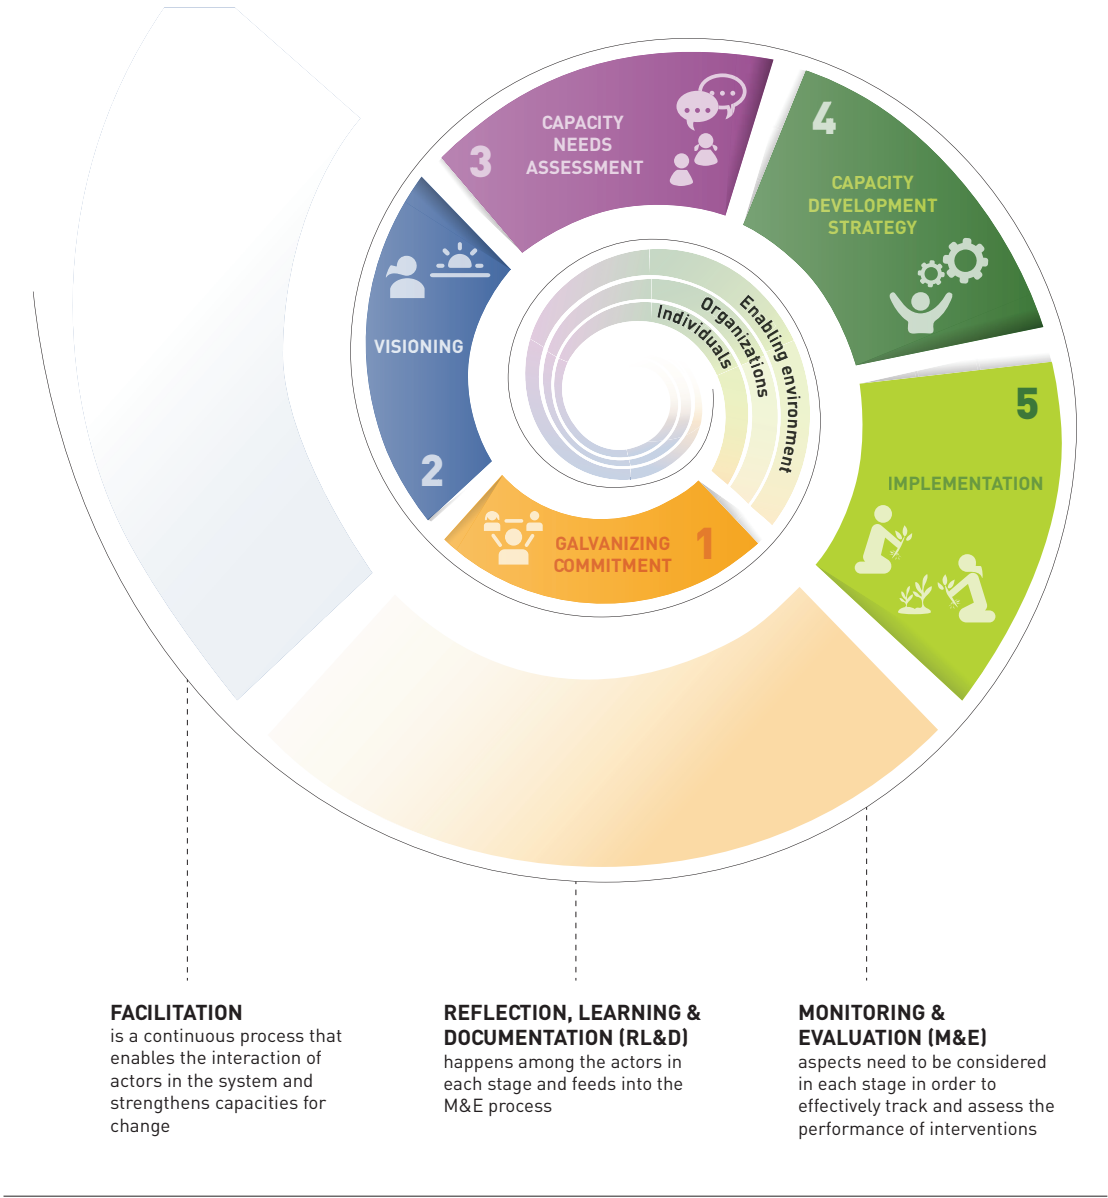 3
CAPACITY
NEEDS
ASSESSMENT
4
CAPACITY
DEVELOPMENT
STRATEGY
VISIONING
2
Individuals
Organizations
Enabling environment
5
IMPLEMENTATION
GALVANIZING
COMMITMENT
1
FACILITATION
is a continuous process that
enables the interaction of
actors in the system and
strengthens capacities for
change
REFLECTION, LEARNING &
DOCUMENTATION (RL&D)
happens among the actors in
each stage and feeds into the
M&E process
MONITORING &
EVALUATION (M&E)
aspects need to be considered
in each stage in order to
effectively track and assess the
performance of interventions